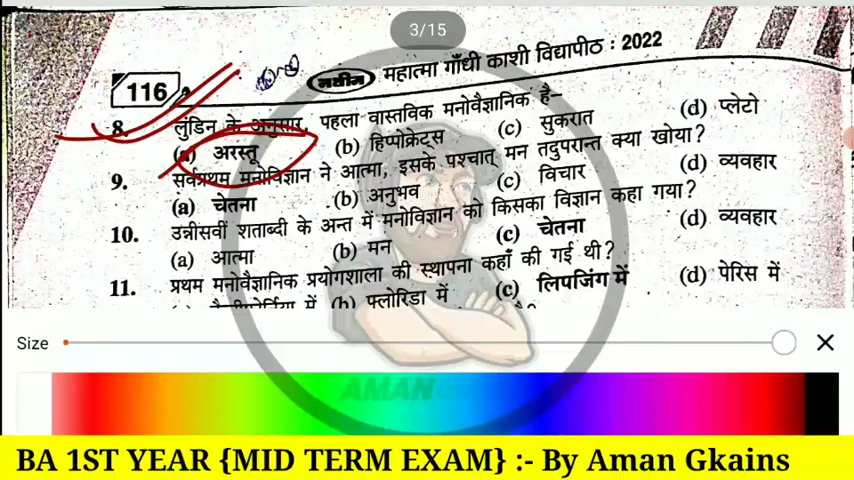 3/15
116 नवीन महात्मा गाँधी काशी विद्यापीठ : 2022
8. लुंडिन के अनुसार, पहला वास्तविक मनोवैज्ञानिक है–
(a) अरस्तू (b) हिप्पोक्रेट्स (c) सुकरात (d) प्लेटो
9. सर्वप्रथम मनोविज्ञान ने आत्मा, इसके पश्चात् मन तदुपरान्त क्या खोया?
(a) चेतना (b) अनुभव (c) विचार (d) व्यवहार
10. उन्नीसवीं शताब्दी के अन्त में मनोविज्ञान को किसका विज्ञान कहा गया?
(a) आत्मा (b) मन (c) चेतना (d) व्यवहार
11. प्रथम मनोवैज्ञानिक प्रयोगशाला की स्थापना कहाँ की गई थी?
में (b) फ्लोरिडा में (c) लिपजिंग में (d) पेरिस में
Size
AMAN
BA 1ST YEAR {MID TERM EXAM} :- By Aman Gkains